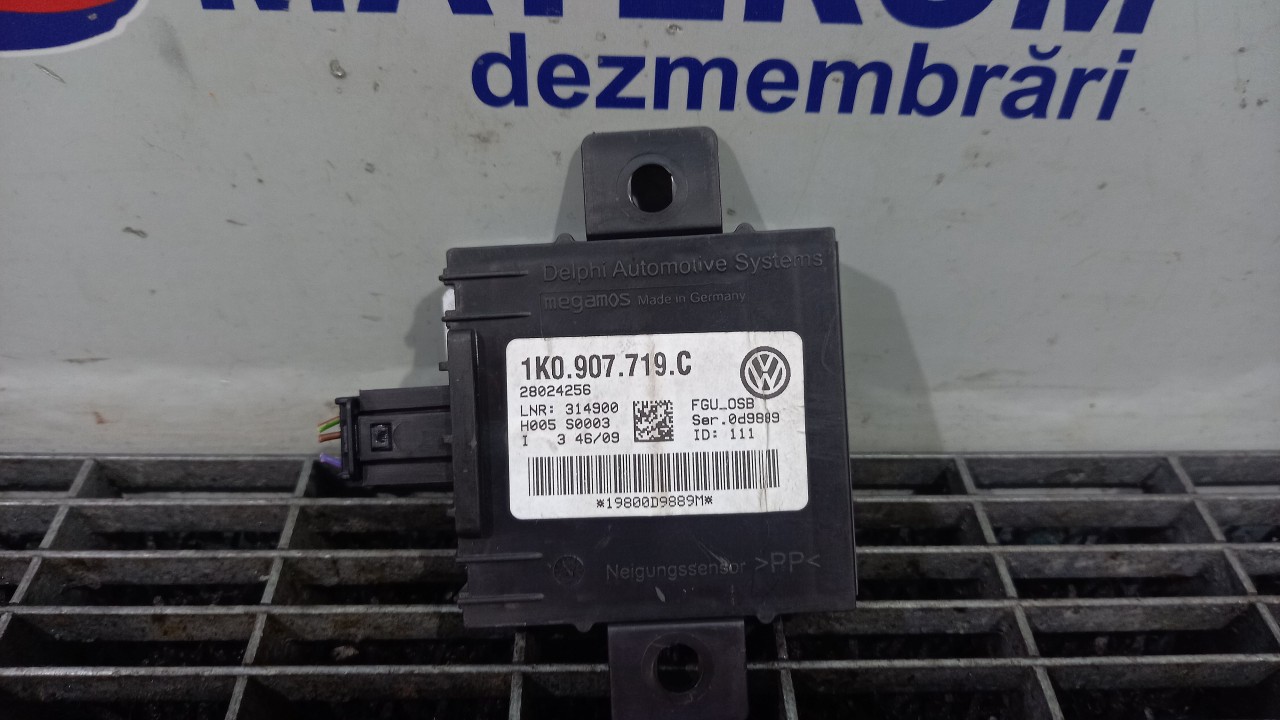 MATEROM
dezmembrări
Delphi Automotive Systems
megamos Made in Germany
1K0.907.719.C
28024256
LNR: 314900 FGU_OSB
H005 S0003 Ser.0d9889
I 3 46/09 ID: 111
*19800D9889M*
Neigungssensor >PP<